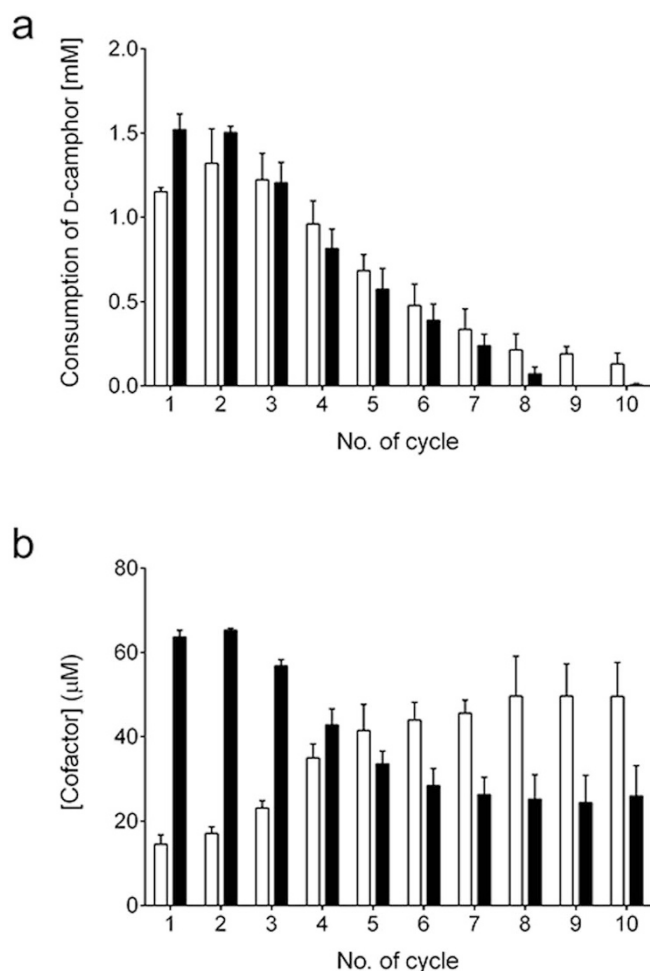 a
Consumption of D-camphor [mM]
2.0
1.5
1.0
0.5
0.0
1 2 3 4 5 6 7 8 9 10
No. of cycle
b
[Cofactor] (μM)
80
60
40
20
0
1 2 3 4 5 6 7 8 9 10
No. of cycle